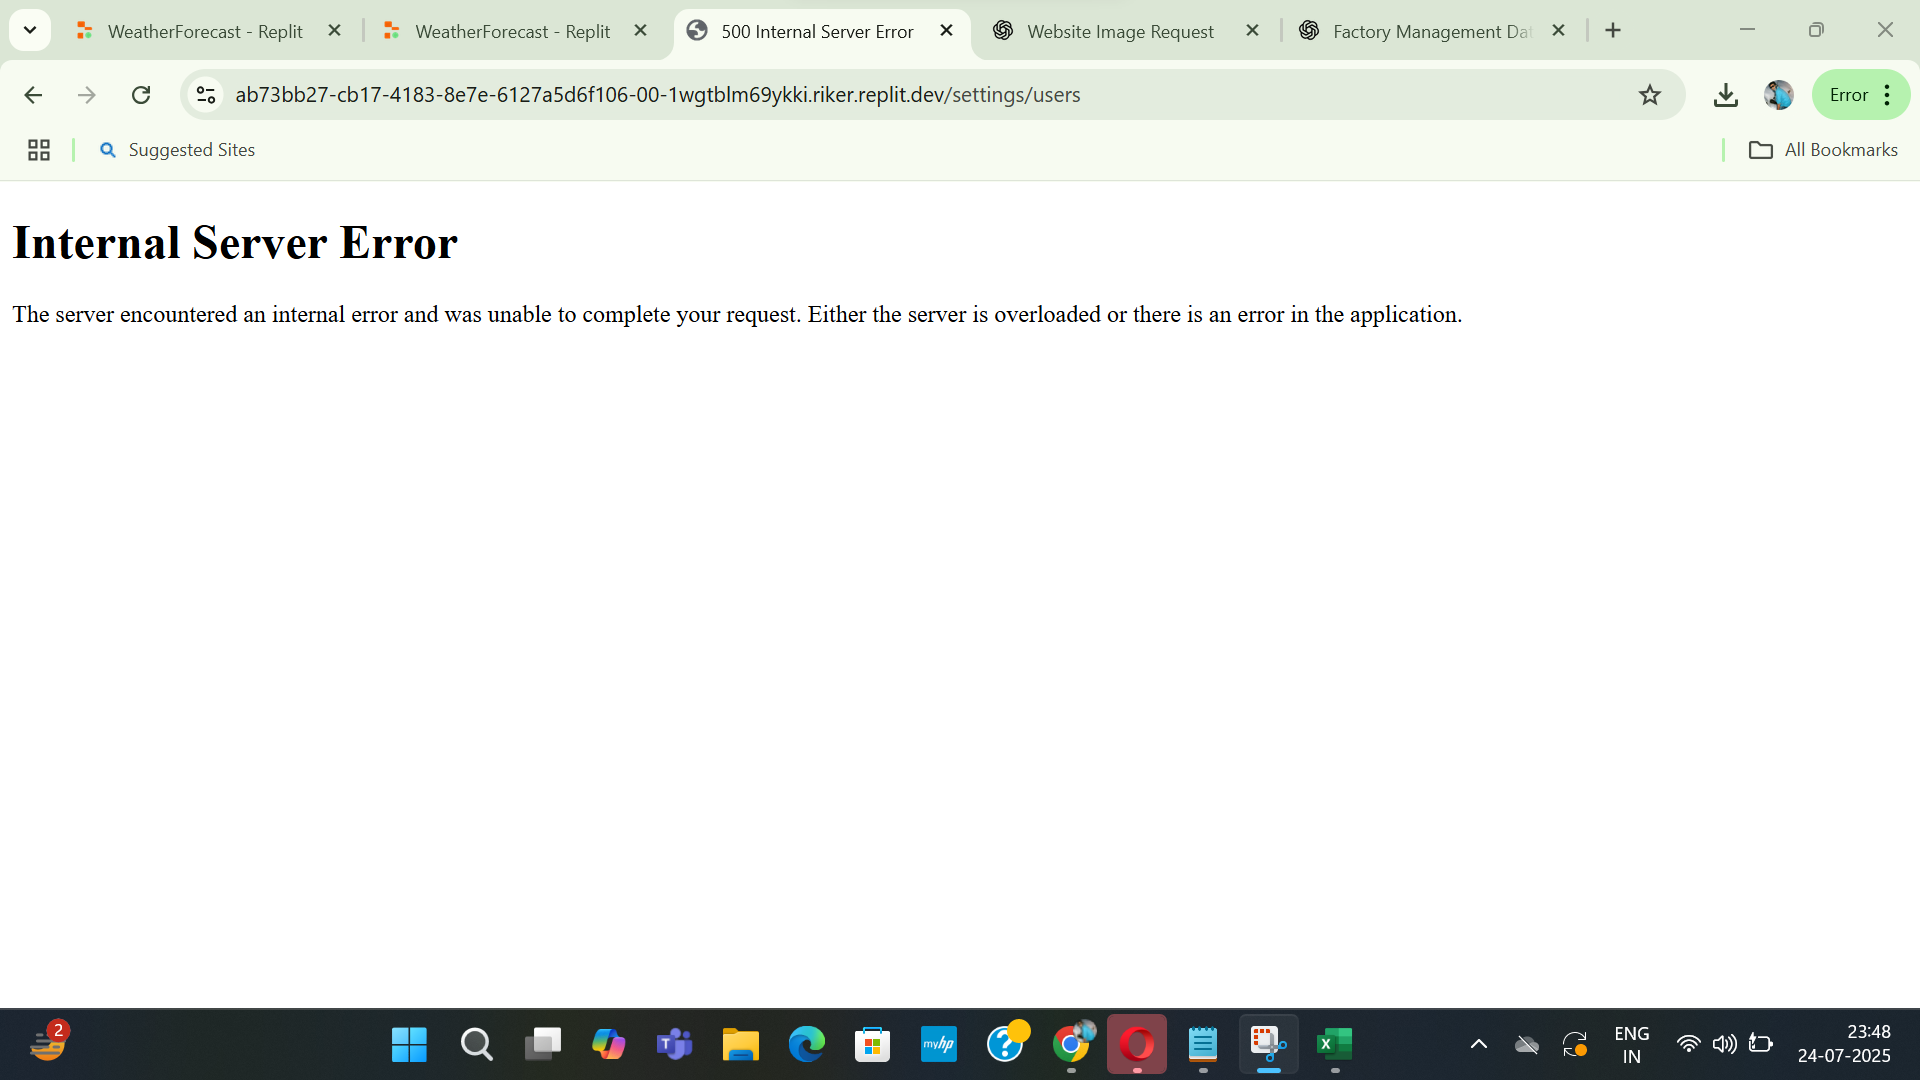 WeatherForecast - Replit
WeatherForecast - Replit
500 Internal Server Error
Website Image Request
Factory Management Dat
ab73bb27-cb17-4183-8e7e-6127a5d6f106-00-1wgtblm69ykki.riker.replit.dev/settings/users
Error
Suggested Sites
All Bookmarks
Internal Server Error
The server encountered an internal error and was unable to complete your request. Either the server is overloaded or there is an error in the application.
2
T
myhp
?
X
ENG
IN
23:48
24-07-2025